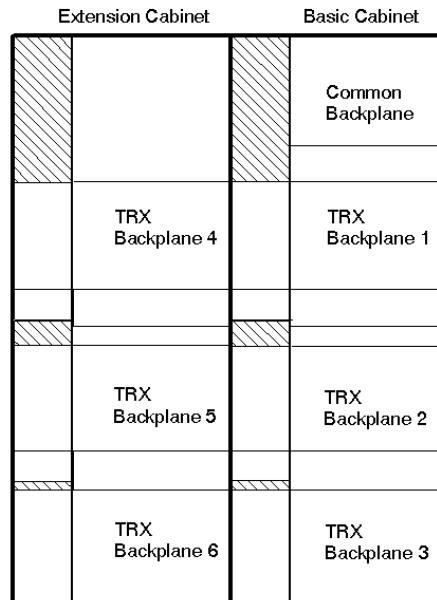 Extension Cabinet
Basic Cabinet
Common
Backplane
TRX
Backplane 4
TRX
Backplane 1
TRX
Backplane 5
TRX
Backplane 2
TRX
Backplane 6
TRX
Backplane 3